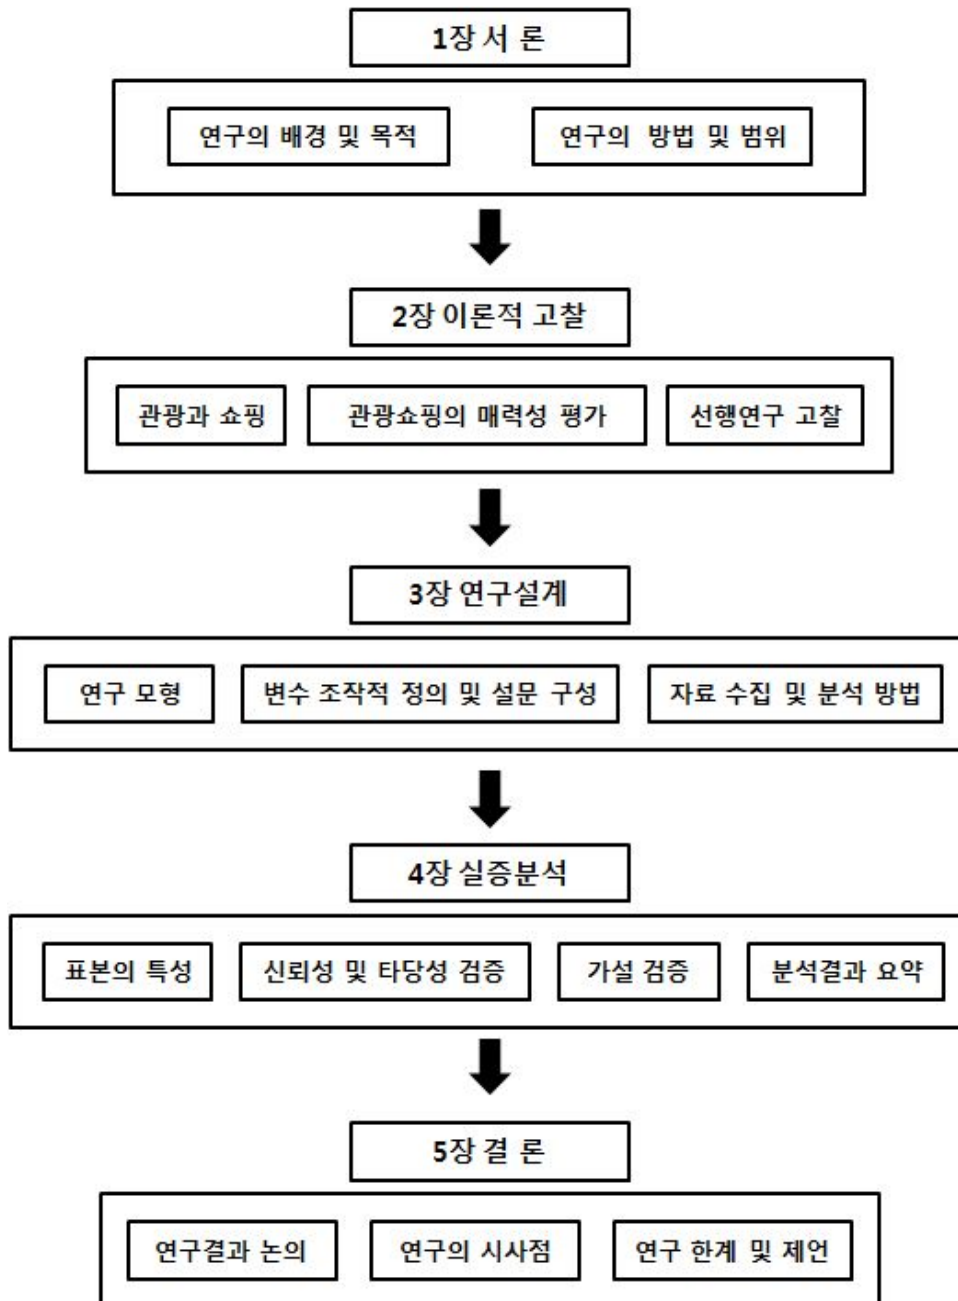 1장 서 론
연구의 배경 및 목적
연구의 방법 및 범위
2장 이론적 고찰
관광과 쇼핑
관광쇼핑의 매력성 평가
선행연구 고찰
3장 연구설계
연구 모형
변수 조작적 정의 및 설문 구성
자료 수집 및 분석 방법
4장 실증분석
표본의 특성
신뢰성 및 타당성 검증
가설 검증
분석결과 요약
5장 결 론
연구결과 논의
연구의 시사점
연구 한계 및 제언